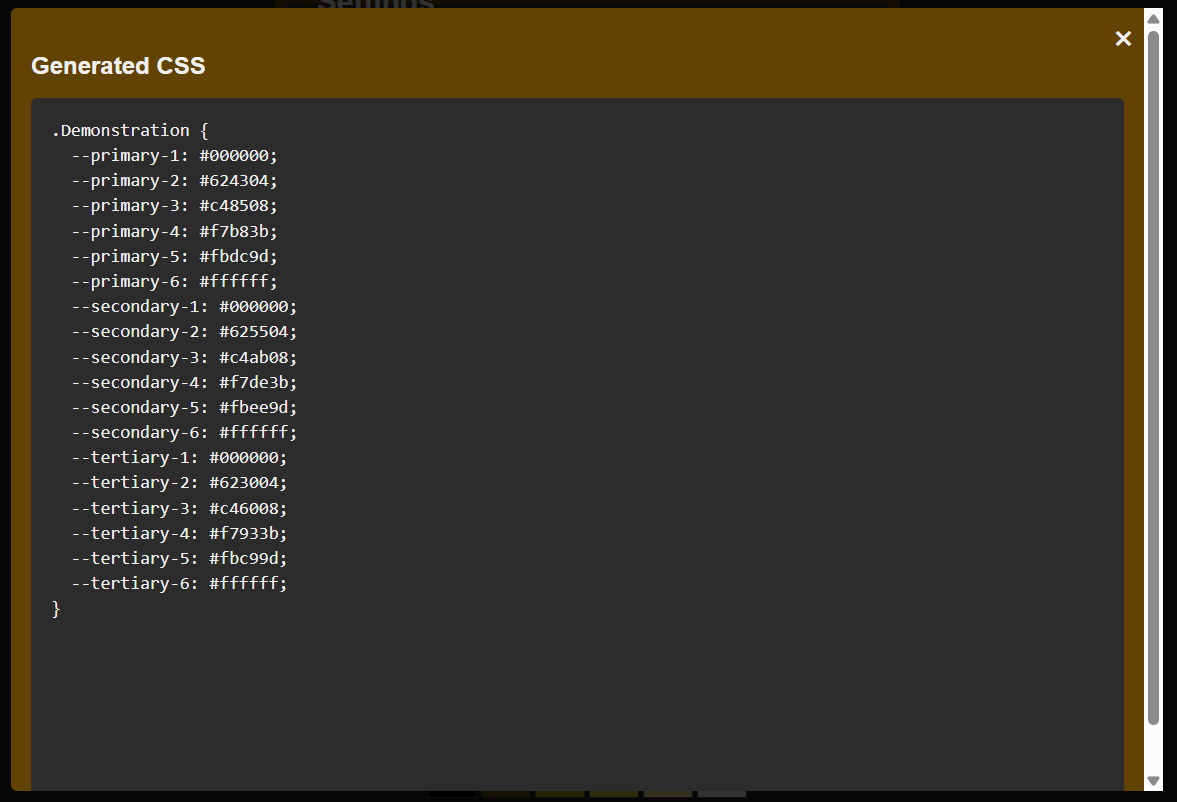 Settings
×
Generated CSS
.Demonstration {
  --primary-1: #000000;
  --primary-2: #624304;
  --primary-3: #c48508;
  --primary-4: #f7b83b;
  --primary-5: #fbdc9d;
  --primary-6: #ffffff;
  --secondary-1: #000000;
  --secondary-2: #625504;
  --secondary-3: #c4ab08;
  --secondary-4: #f7de3b;
  --secondary-5: #fbee9d;
  --secondary-6: #ffffff;
  --tertiary-1: #000000;
  --tertiary-2: #623004;
  --tertiary-3: #c46008;
  --tertiary-4: #f7933b;
  --tertiary-5: #fbc99d;
  --tertiary-6: #ffffff;
}